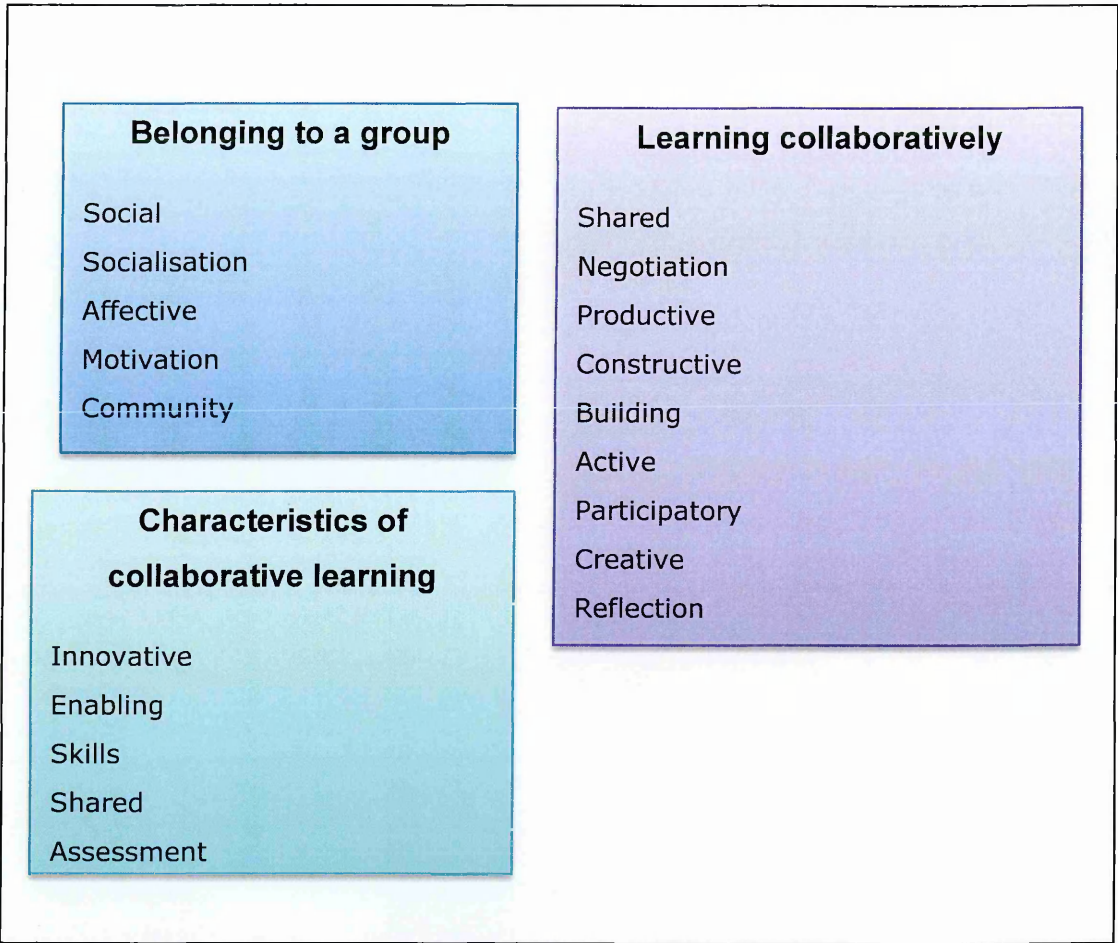 Belonging to a group
Social
Socialisation
Affective
Motivation
Community
Learning collaboratively
Shared
Negotiation
Productive
Constructive
Building
Active
Participatory
Creative
Reflection
Characteristics of
collaborative learning
Innovative
Enabling
Skills
Shared
Assessment